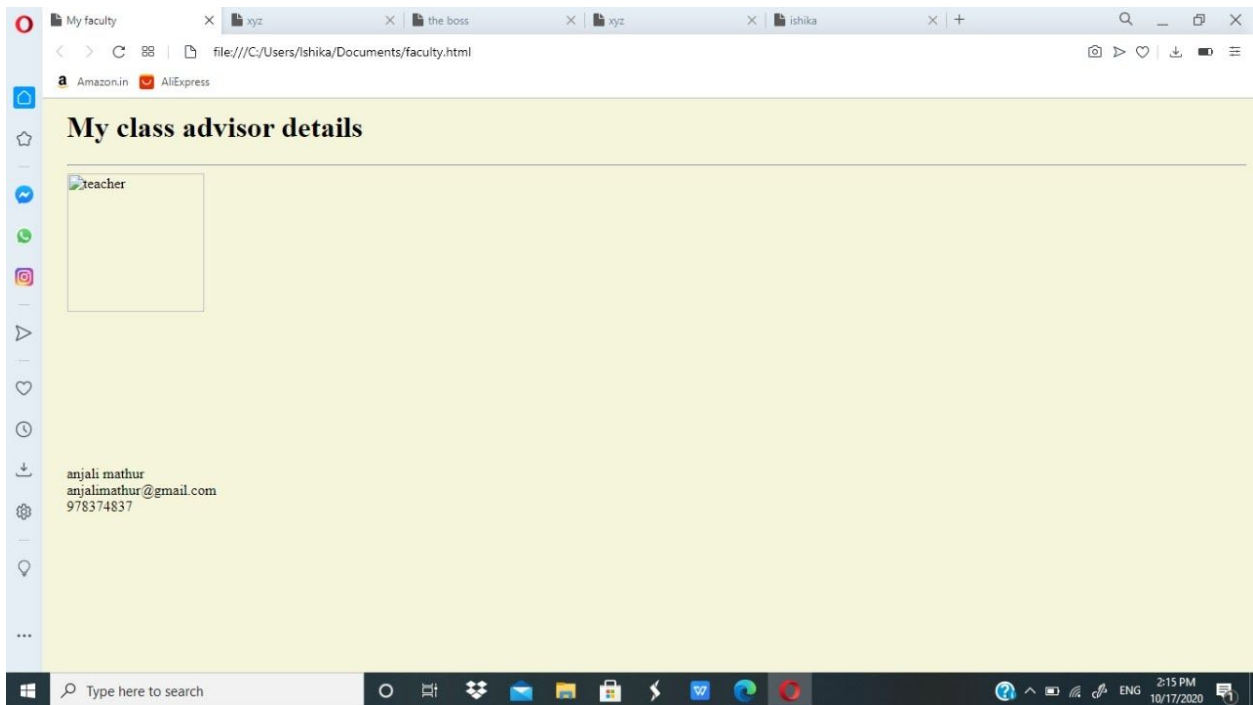 My faculty
xyz
the boss
xyz
ishika
file:///C:/Users/Ishika/Documents/faculty.html
a Amazon.in AliExpress
My class advisor details
teacher
anjali mathur
anjalimathur@gmail.com
978374837
Type here to search
ENG
2:15 PM
10/17/2020